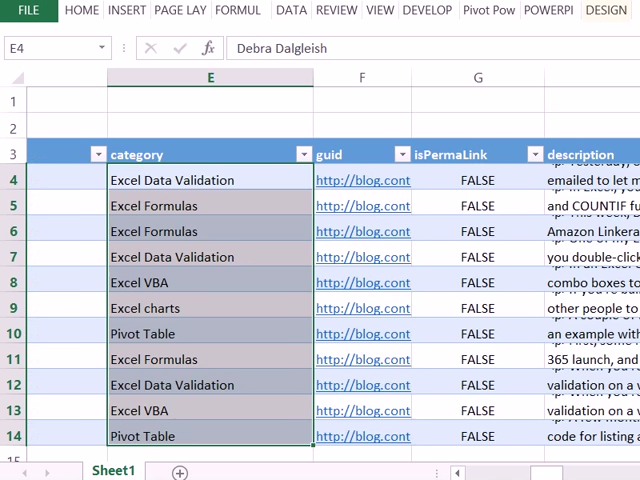 FILE HOME INSERT PAGE LAY FORMUL DATA REVIEW VIEW DEVELOP Pivot Pow POWERPI DESIGN
E4 fx Debra Dalgleish
E F G
1
2
3 category guid isPermaLink description
4 Excel Data Validation http://blog.cont FALSE emailed to let m
5 Excel Formulas http://blog.cont FALSE and COUNTIF fu
6 Excel Formulas http://blog.cont FALSE Amazon Linkera
7 Excel Data Validation http://blog.cont FALSE you double-click
8 Excel VBA http://blog.cont FALSE combo boxes to
9 Excel charts http://blog.cont FALSE other people to
10 Pivot Table http://blog.cont FALSE an example with
11 Excel Formulas http://blog.cont FALSE 365 launch, and
12 Excel Data Validation http://blog.cont FALSE validation on a w
13 Excel VBA http://blog.cont FALSE validation on a w
14 Pivot Table http://blog.cont FALSE code for listing a
15
Sheet1